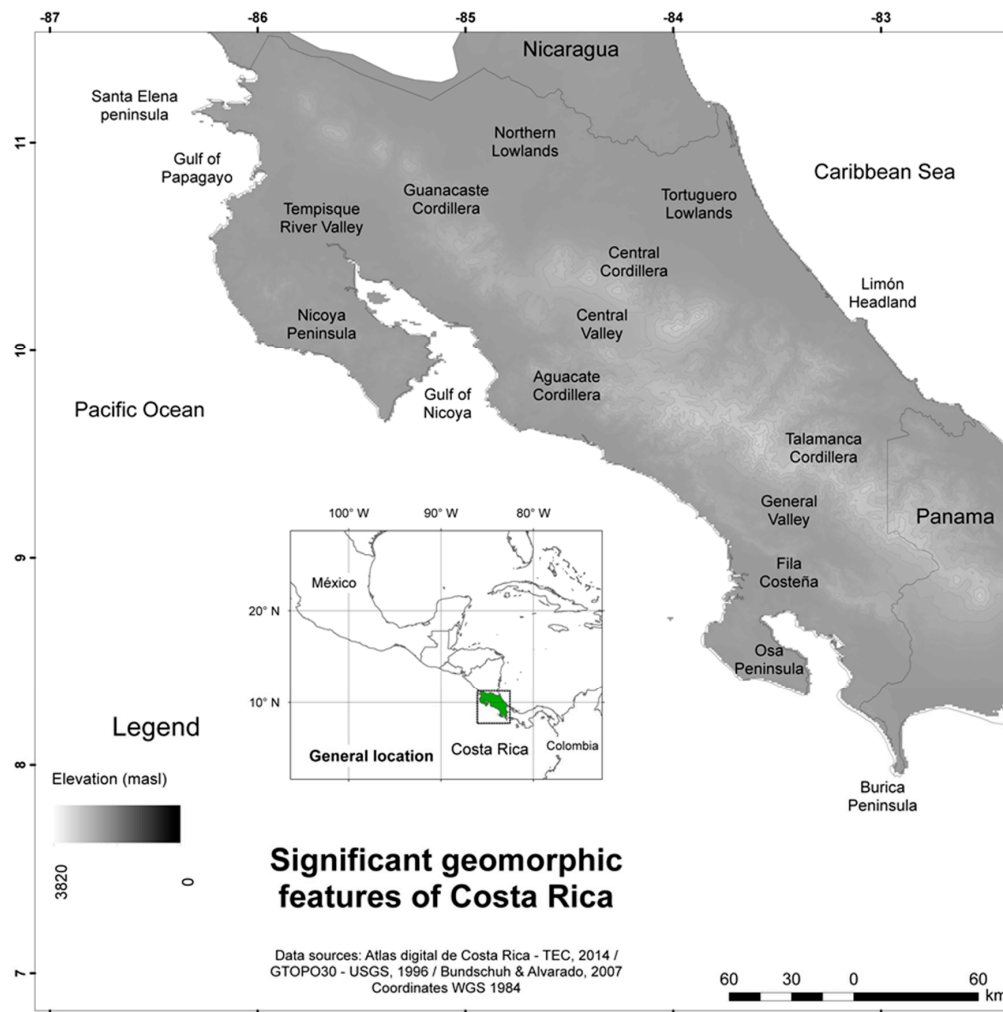 -87
-86
-85
-84
-83
Nicaragua
Santa Elena
peninsula
11
Northern
Lowlands
Gulf of
Papagayo
Caribbean Sea
Guanacaste
Cordillera
Tortuguero
Lowlands
Tempisque
River Valley
Central
Cordillera
Limón
Headland
Nicoya
Peninsula
Central
Valley
10
Aguacate
Cordillera
Gulf of
Nicoya
Pacific Ocean
Talamanca
Cordillera
General
Valley
Panama
9
Fila
Costeña
Osa
Peninsula
100° W
90° W
80° W
México
20° N
10° N
General location
Costa Rica
Colombia
Legend
8
Elevation (masl)
3820
0
Burica
Peninsula
Significant geomorphic
features of Costa Rica
Data sources: Atlas digital de Costa Rica - TEC, 2014 /
GTOPO30 - USGS, 1996 / Bundschuh & Alvarado, 2007
Coordinates WGS 1984
7
60
30
0
60
km